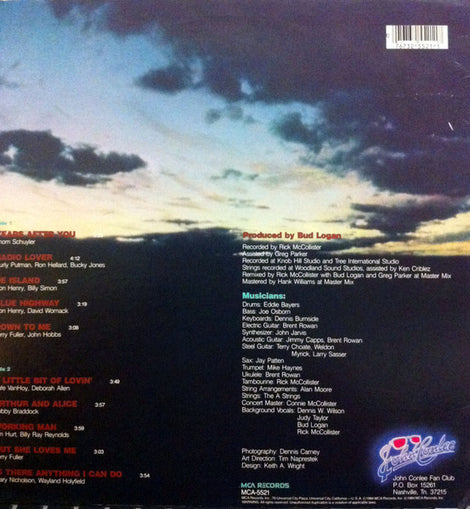 Side 1
YEARS AFTER YOU
Thom Schuyler
RADIO LOVER 4:12
Curly Putman, Ron Hellard, Bucky Jones
DE ISLAND 3:57
Don Henry, Billy Simon
BLUE HIGHWAY 3:19
Don Henry, David Womack
DOWN TO ME 3:08
Jerry Fuller, John Hobbs
Side 2
LITTLE BIT OF LOVIN' 3:49
Rafe VanHoy, Deborah Allen
ARTHUR AND ALICE 3:57
Bobby Braddock
WORKING MAN 3:59
Jim Hurt, Billy Ray Reynolds
BUT SHE LOVES ME 3:03
Jerry Fuller
IS THERE ANYTHING I CAN DO 3:54
Gary Nicholson, Wayland Holyfield
Produced by Bud Logan
Recorded by Rick McCollister
Assisted by Greg Parker
Recorded at Knob Hill Studio and Tree International Studio
Strings recorded at Woodland Sound Studios, assisted by Ken Criblez
Remixed by Rick McCollister with Bud Logan and Greg Parker at Master Mix
Mastered by Hank Williams at Master Mix
Musicians:
Drums: Eddie Bayers
Bass: Joe Osborn
Keyboards: Dennis Burnside
Electric Guitar: Brent Rowan
Synthesizer: John Jarvis
Acoustic Guitar: Jimmy Capps, Brent Rowan
Steel Guitar: Terry Choate, Weldon
Myrick, Larry Sasser
Sax: Jay Patten
Trumpet: Mike Haynes
Ukulele: Brent Rowan
Tambourine: Rick McCollister
String Arrangements: Alan Moore
Strings: The A Strings
Concert Master: Connie McCollister
Background Vocals: Dennis W. Wilson
Judy Taylor
Bud Logan
Rick McCollister
Photography: Dennis Carney
Art Direction: Tim Naprestek
Design: Keith A. Wright
MCA RECORDS
MCA-5521
John Conlee
John Conlee Fan Club
P.O. Box 15261
Nashville, Tn. 37215